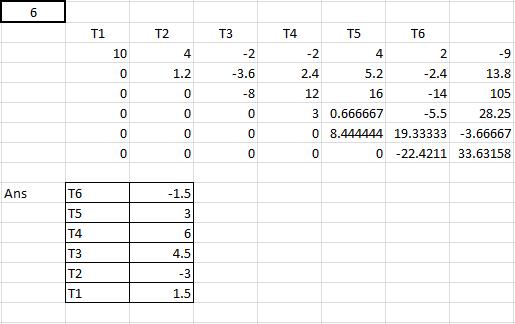 6
T1 T2 T3 T4 T5 T6
10 4 -2 -2 4 2 -9
0 1.2 -3.6 2.4 5.2 -2.4 13.8
0 0 -8 12 16 -14 105
0 0 0 3 0.666667 -5.5 28.25
0 0 0 0 8.444444 19.33333 -3.66667
0 0 0 0 0 -22.4211 33.63158
Ans T6 -1.5
T5 3
T4 6
T3 4.5
T2 -3
T1 1.5